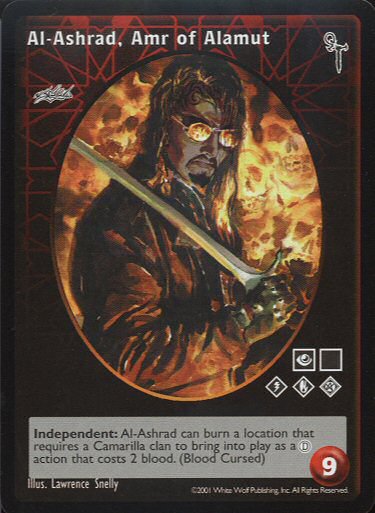 Al-Ashrad, Amr of Alamut
Independent: Al-Ashrad can burn a location that
requires a Camarilla clan to bring into play as a Ⓓ
action that costs 2 blood. (Blood Cursed)
9
Illus. Lawrence Snelly
©2001 White Wolf Publishing, Inc. All Rights Reserved.